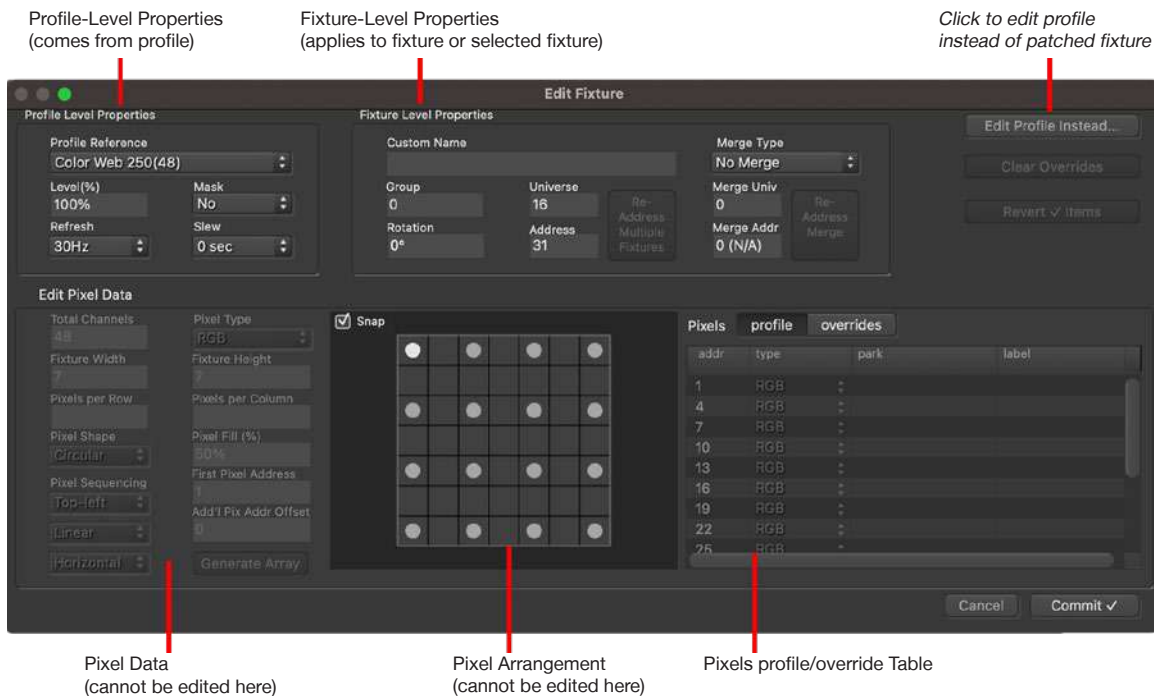 Profile-Level Properties
(comes from profile)
Fixture-Level Properties
(applies to fixture or selected fixture)
Click to edit profile
instead of patched fixture
Edit Fixture
Profile Level Properties
Profile Reference
Color Web 250(48)
Level(%)
Mask
100%
No
Refresh
Slew
30Hz
0 sec
Fixture Level Properties
Custom Name
Group
Universe
0
16
Rotation
Address
0°
31
Re-
Address
Multiple
Fixtures
Merge Type
No Merge
Merge Univ
0
Merge Addr
0 (N/A)
Re-
Address
Merge
Edit Profile Instead...
Clear Overrides
Revert ✓ Items
Edit Pixel Data
Total Channels
Pixel Type
48
RGB
Fixture Width
Fixture Height
7
7
Pixels per Row
Pixels per Column
Pixel Shape
Pixel Fill (%)
Circular
50%
Pixel Sequencing
First Pixel Address
Top-left
1
Add'l Pix Addr Offset
Linear
0
Horizontal
Generate Array
Snap
Pixels
profile
overrides
addr type park label
1 RGB
4 RGB
7 RGB
10 RGB
13 RGB
16 RGB
19 RGB
22 RGB
25 RGB
Cancel
Commit ✓
Pixel Data
(cannot be edited here)
Pixel Arrangement
(cannot be edited here)
Pixels profile/override Table